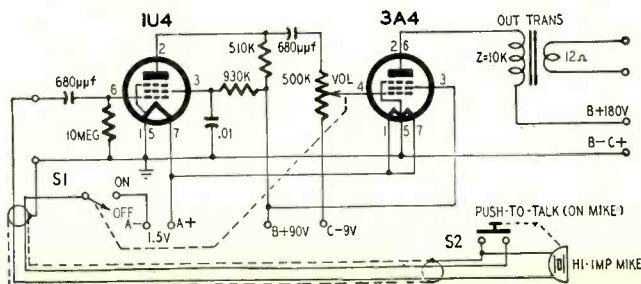 1U4
3A4
OUT TRANS
2
510K
680µµf
2 6
Z=10K
12Ω
680µµf
6
3
930K
500K
VOL
4
3
10MEG
1 5 7
.01
1 5 7
B+180V
B-C+
S1
ON
OFF
A-
A+
1.5V
B+90V
C-9V
PUSH-TO-TALK (ON MIKE)
S2
HI-IMP MIKE